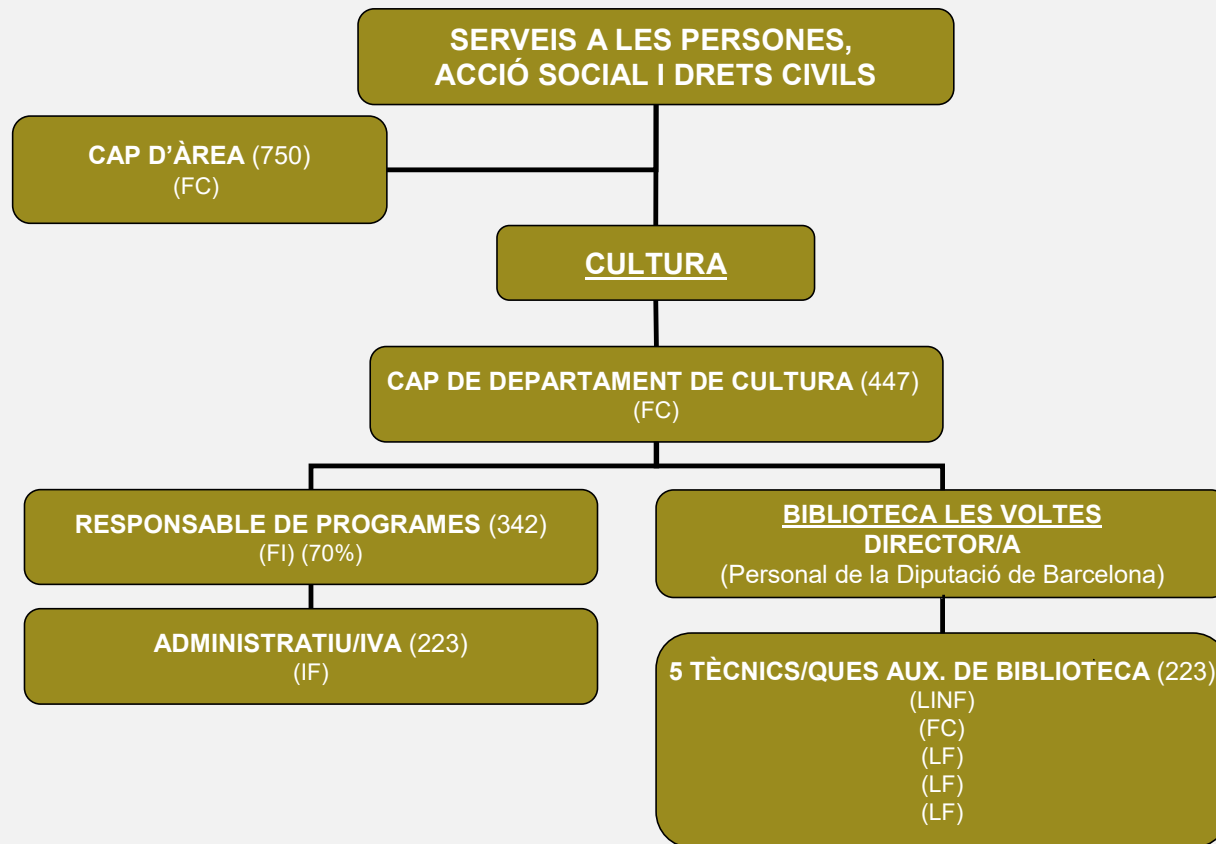 SERVEIS A LES PERSONES,
ACCIÓ SOCIAL I DRETS CIVILS
CAP D'ÀREA (750)
(FC)
CULTURA
CAP DE DEPARTAMENT DE CULTURA (447)
(FC)
RESPONSABLE DE PROGRAMES (342)
(FI) (70%)
ADMINISTRATIU/IVA (223)
(IF)
BIBLIOTECA LES VOLTES
DIRECTOR/A
(Personal de la Diputació de Barcelona)
5 TÈCNICS/QUES AUX. DE BIBLIOTECA (223)
(LINF)
(FC)
(LF)
(LF)
(LF)